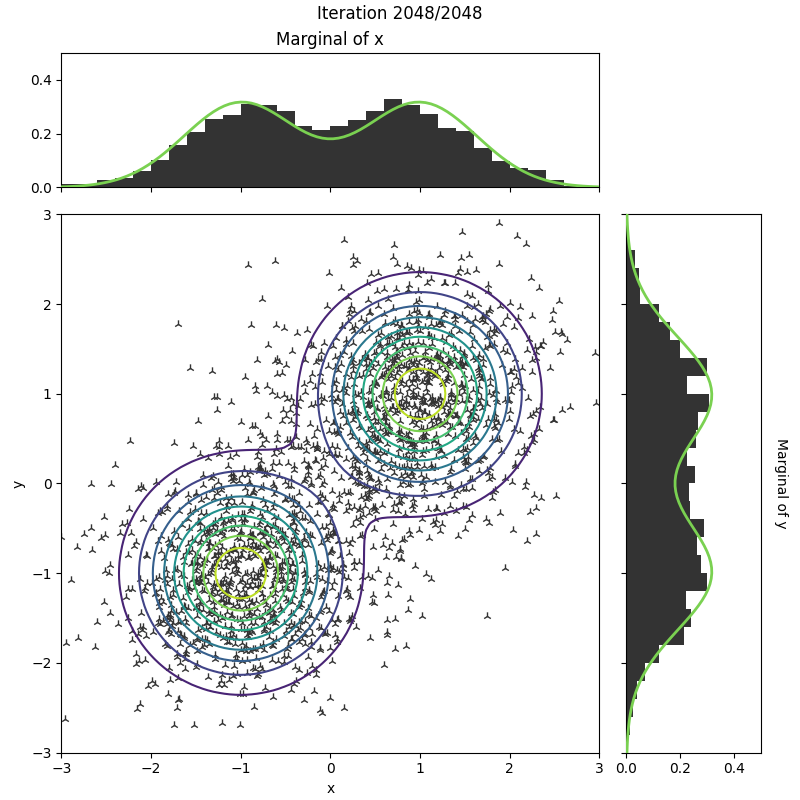 Iteration 2048/2048
Marginal of x
0.4
0.2
0.0
3
2
1
0
−1
−2
−3
y
−3 −2 −1 0 1 2 3
x
0.0 0.2 0.4
Marginal of y